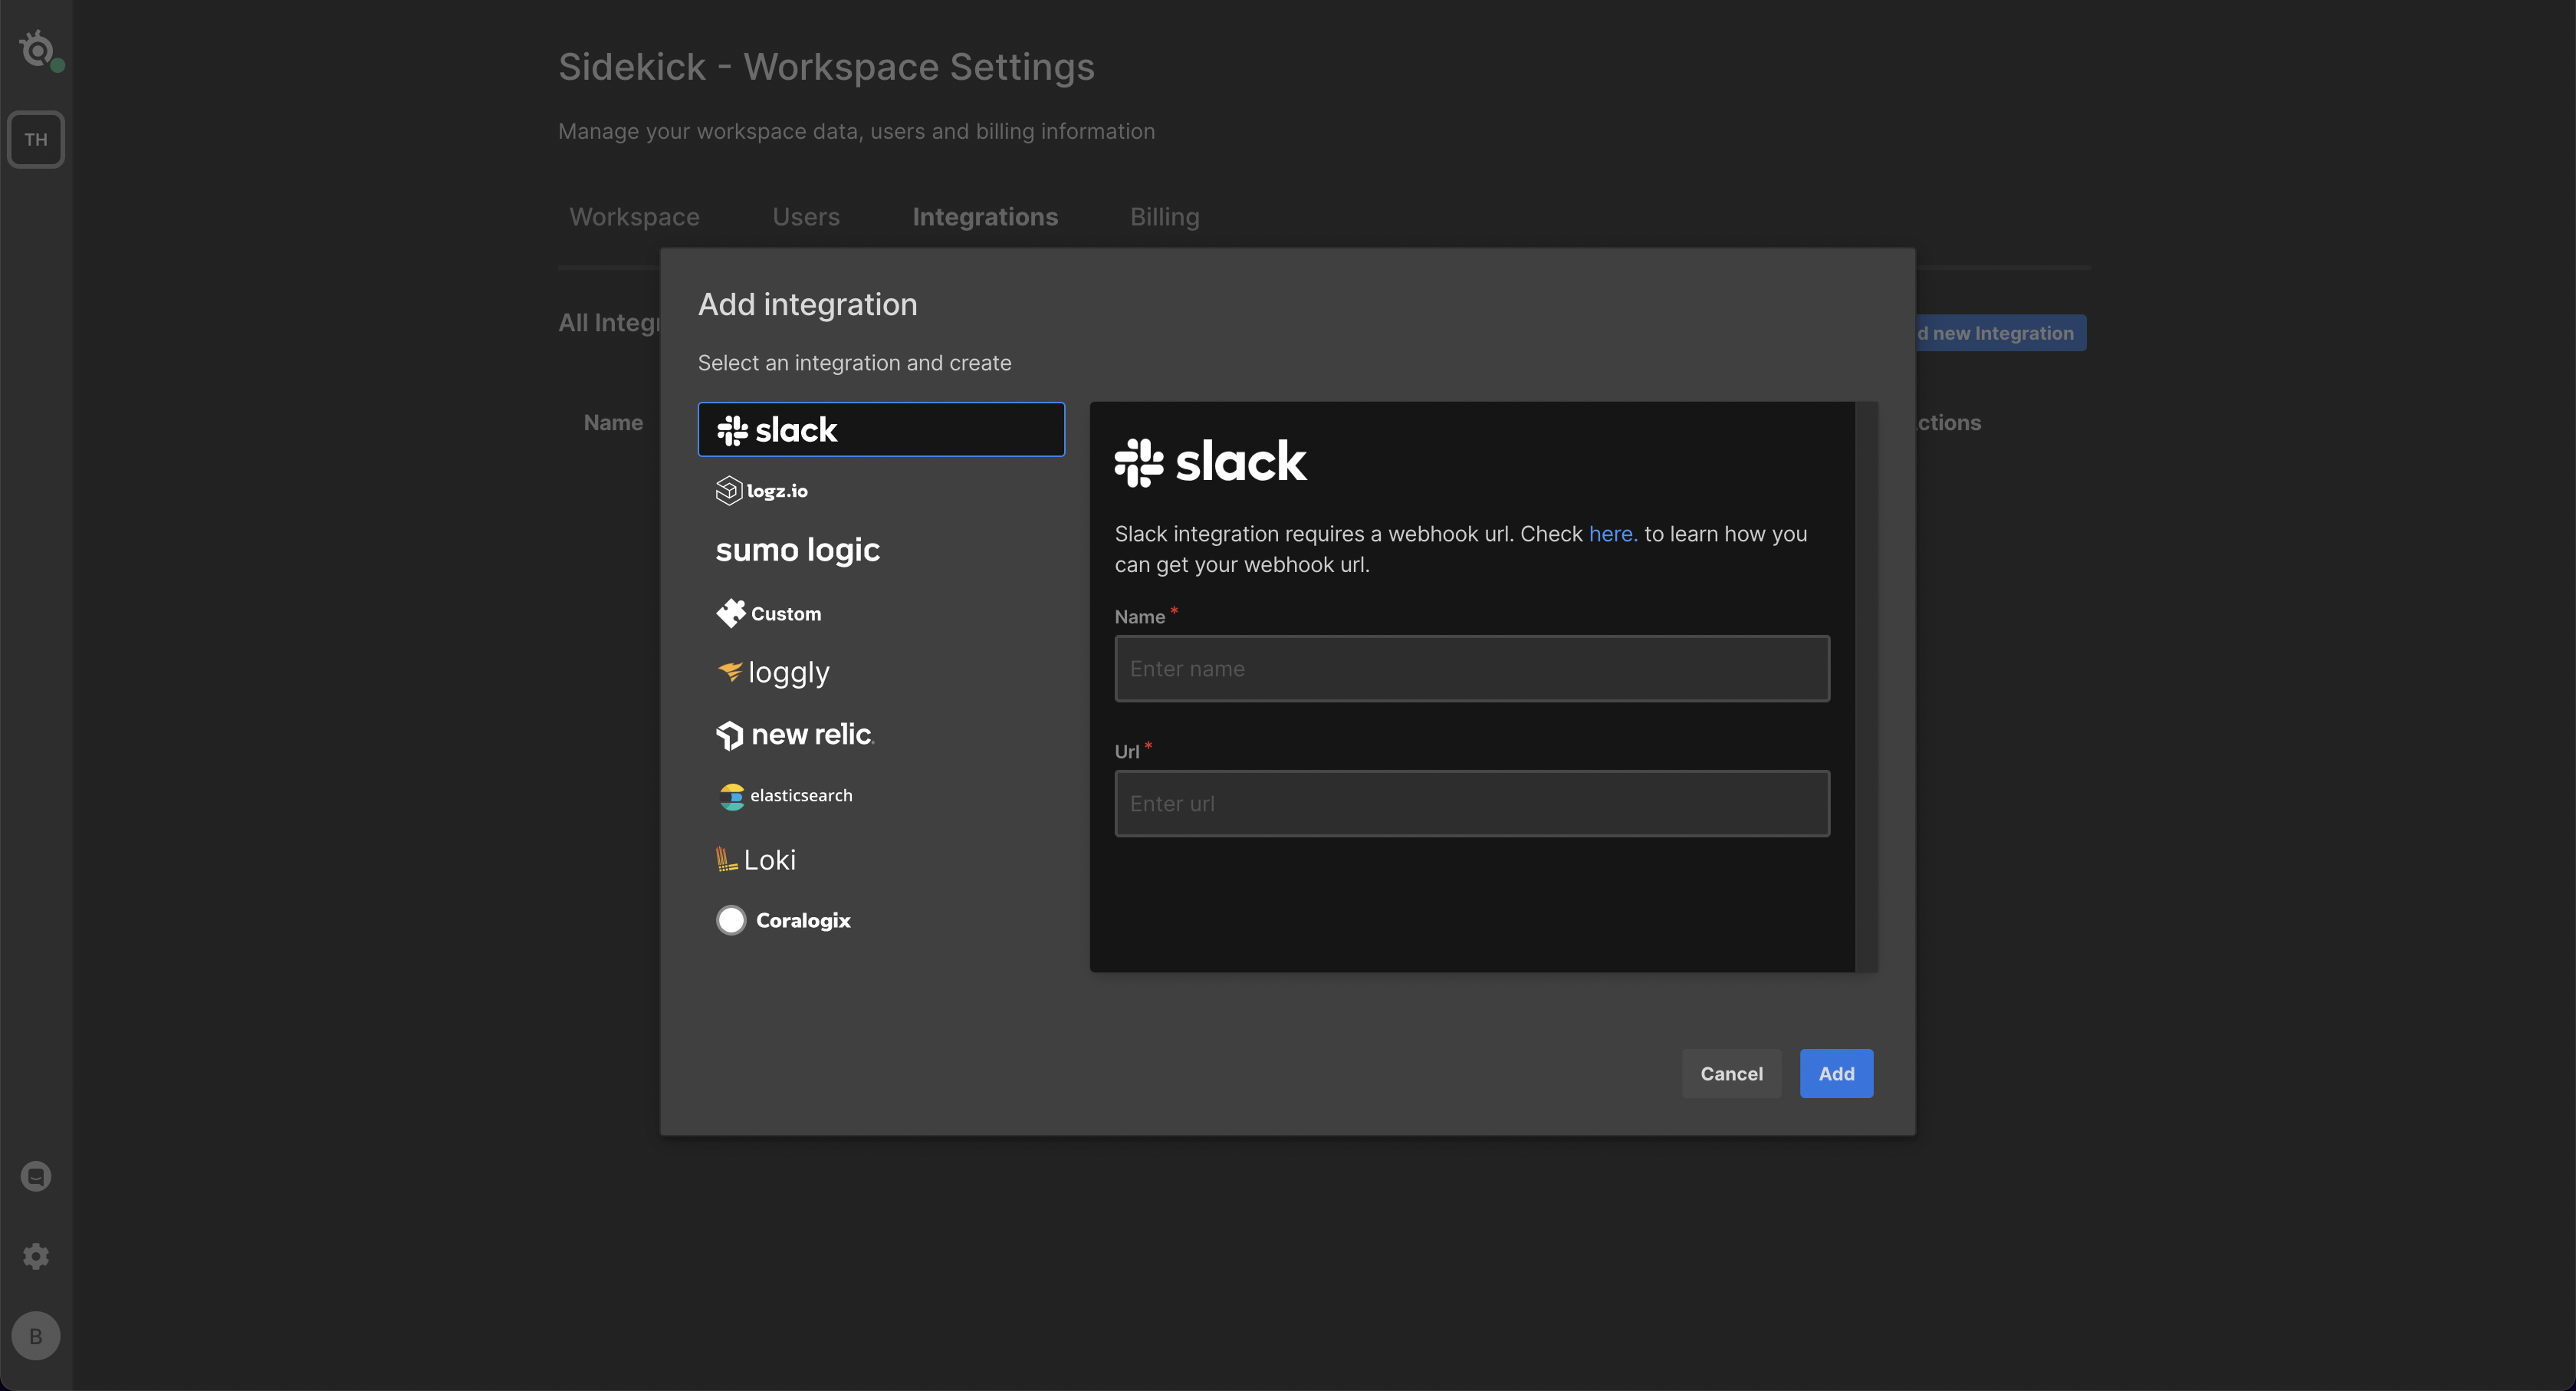 Sidekick - Workspace Settings
TH
Manage your workspace data, users and billing information
Workspace Users Integrations Billing
Add integration
All
new Integration
Select an integration and create
Name
slack
logz.io
sumo logic
Custom
loggly
new relic.
elasticsearch
Loki
Coralogix
slack
Slack integration requires a webhook url. Check here. to learn how you
can get your webhook url.
Name *
Enter name
Url *
Enter url
Cancel Add
B